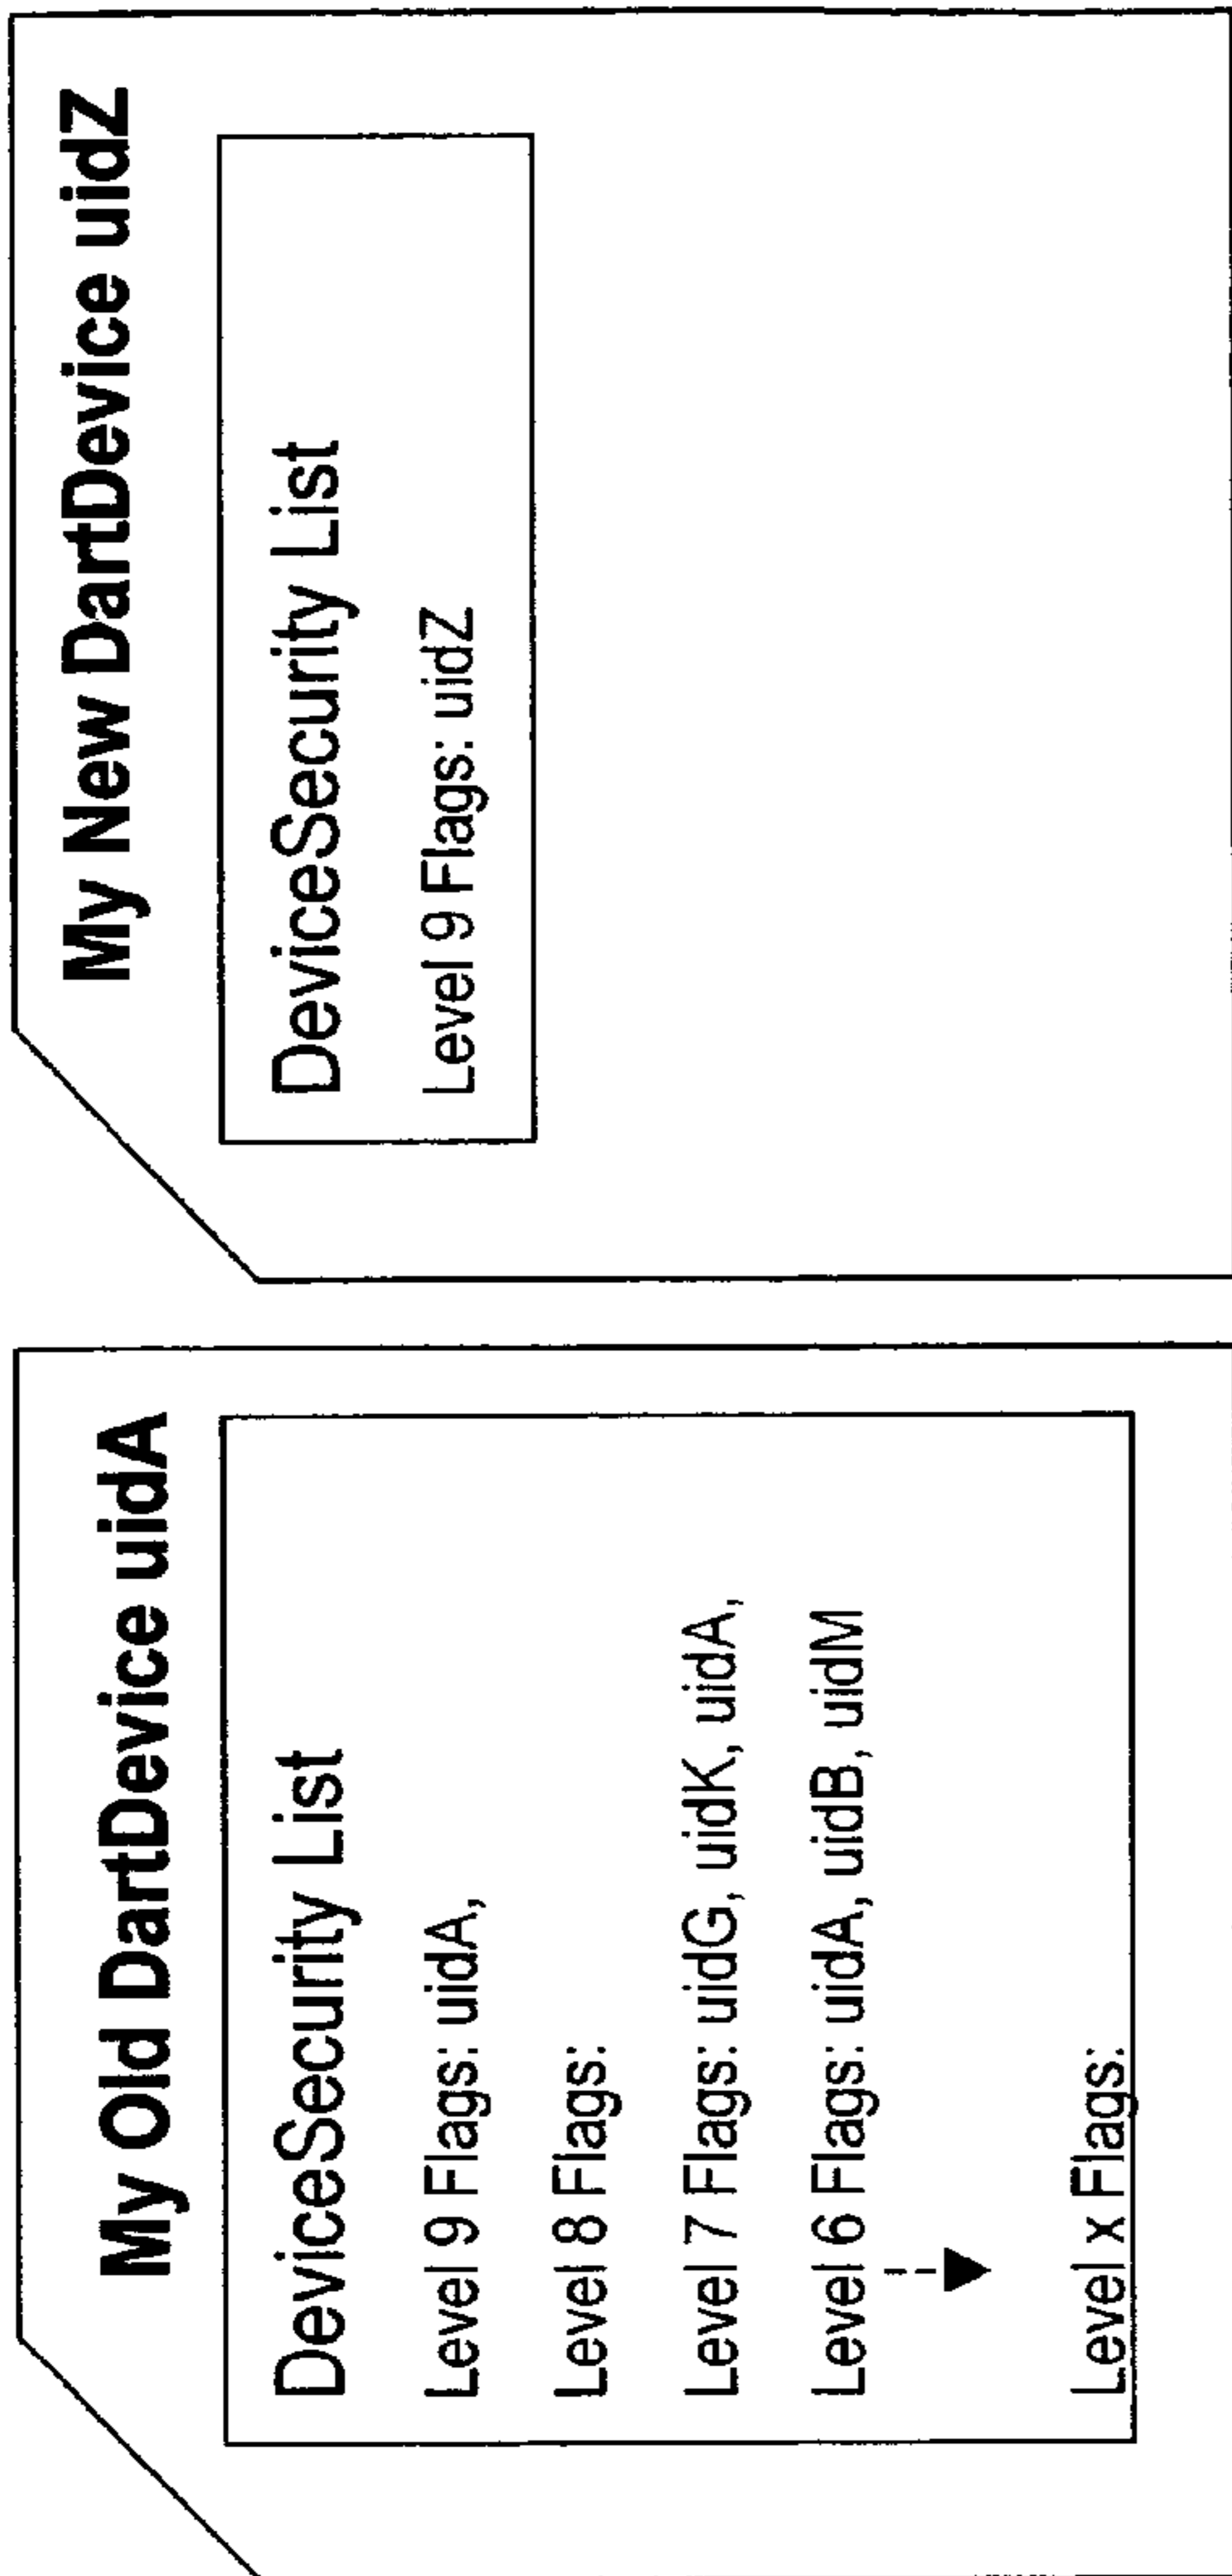 My Old DartDevice uidA
DeviceSecurity List
Level 9 Flags: uidA,
Level 8 Flags:
Level 7 Flags: uidG, uidK, uidA,
Level 6 Flags: uidA, uidB, uidM
Level x Flags:
My New DartDevice uidZ
DeviceSecurity List
Level 9 Flags: uidZ